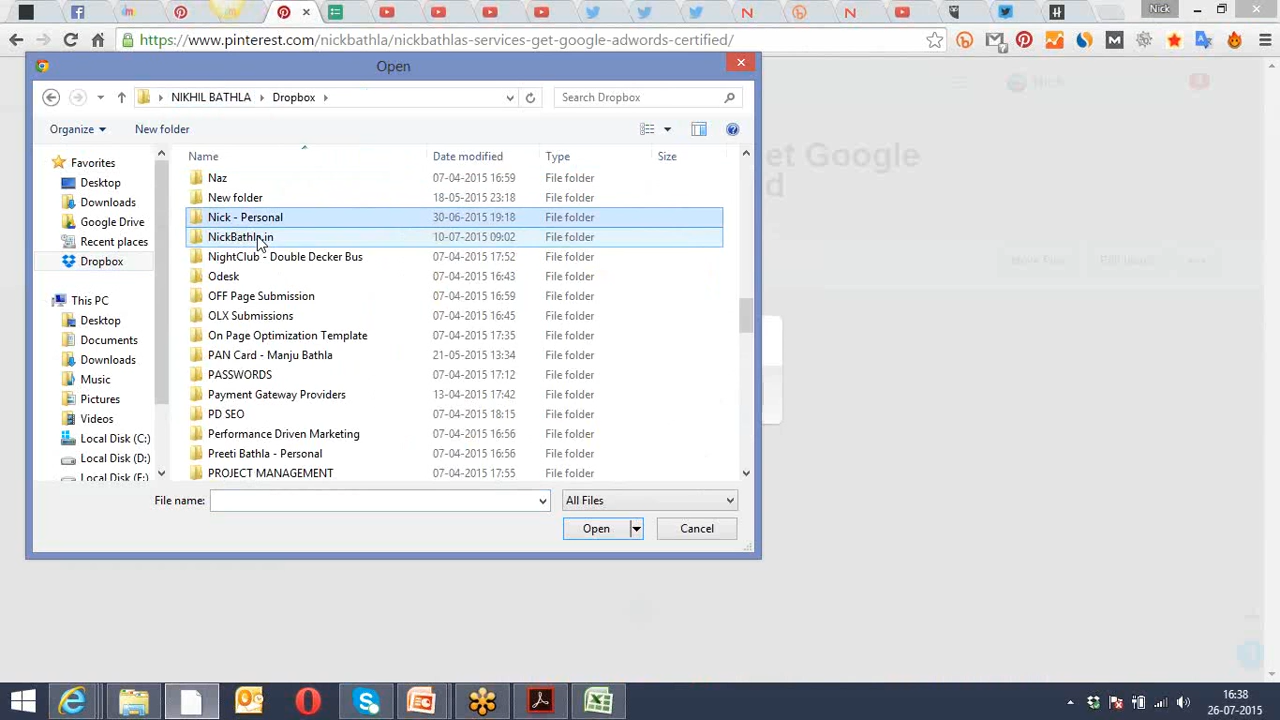 Nick
https://www.pinterest.com/nickbathla/nickbathlas-services-get-google-adwords-certified/
Open
NIKHIL BATHLA
Dropbox
Search Dropbox
Organize
New folder
Nick
et Google
d
Name
Date modified
Type
Size
Favorites
Desktop
Downloads
Google Drive
Recent places
Dropbox
This PC
Desktop
Documents
Downloads
Music
Pictures
Videos
Local Disk (C:)
Local Disk (D:)
Local Disk (F:)
Naz 07-04-2015 16:59 File folder
New folder 18-05-2015 23:18 File folder
Nick - Personal 30-06-2015 19:18 File folder
NickBathla.in 10-07-2015 09:02 File folder
NightClub - Double Decker Bus 07-04-2015 17:52 File folder
Odesk 07-04-2015 16:43 File folder
OFF Page Submission 07-04-2015 16:59 File folder
OLX Submissions 07-04-2015 16:45 File folder
On Page Optimization Template 07-04-2015 17:35 File folder
PAN Card - Manju Bathla 21-05-2015 13:34 File folder
PASSWORDS 07-04-2015 17:12 File folder
Payment Gateway Providers 13-04-2015 17:42 File folder
PD SEO 07-04-2015 18:15 File folder
Performance Driven Marketing 07-04-2015 16:56 File folder
Preeti Bathla - Personal 07-04-2015 16:56 File folder
PROJECT MANAGEMENT 07-04-2015 17:55 File folder
Move Pins
Edit board
File name:
All Files
Open
Cancel
16:38
26-07-2015